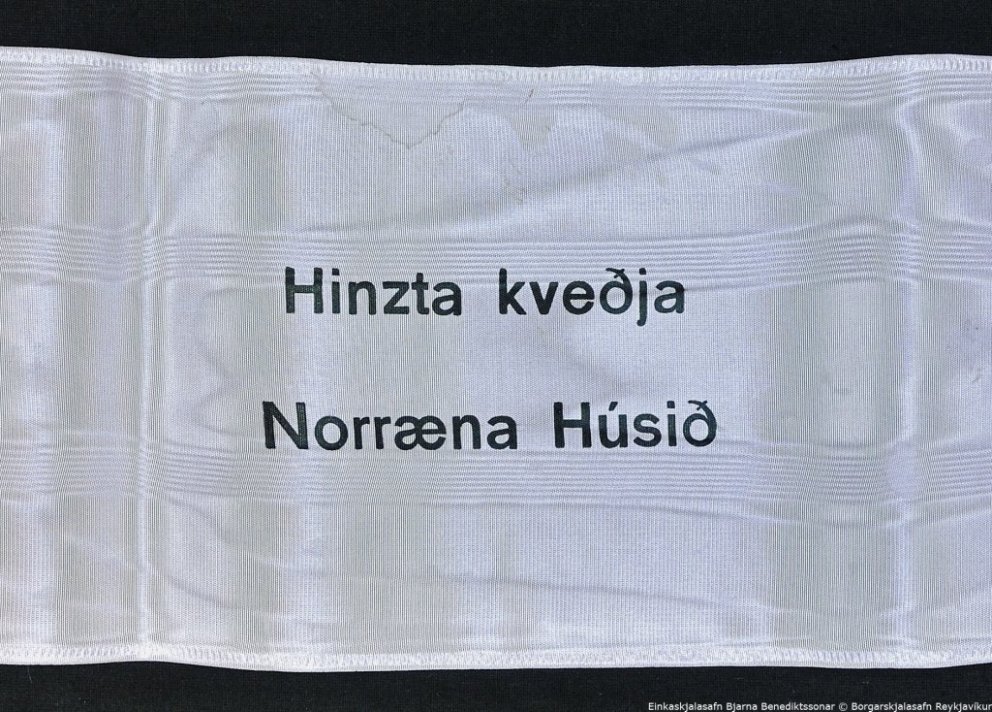 Hinzta kveðja
Norræna Húsið
Einkaskjalasafn Bjarna Benediktssonar © Borgarskjalasafn Reykjavíkur